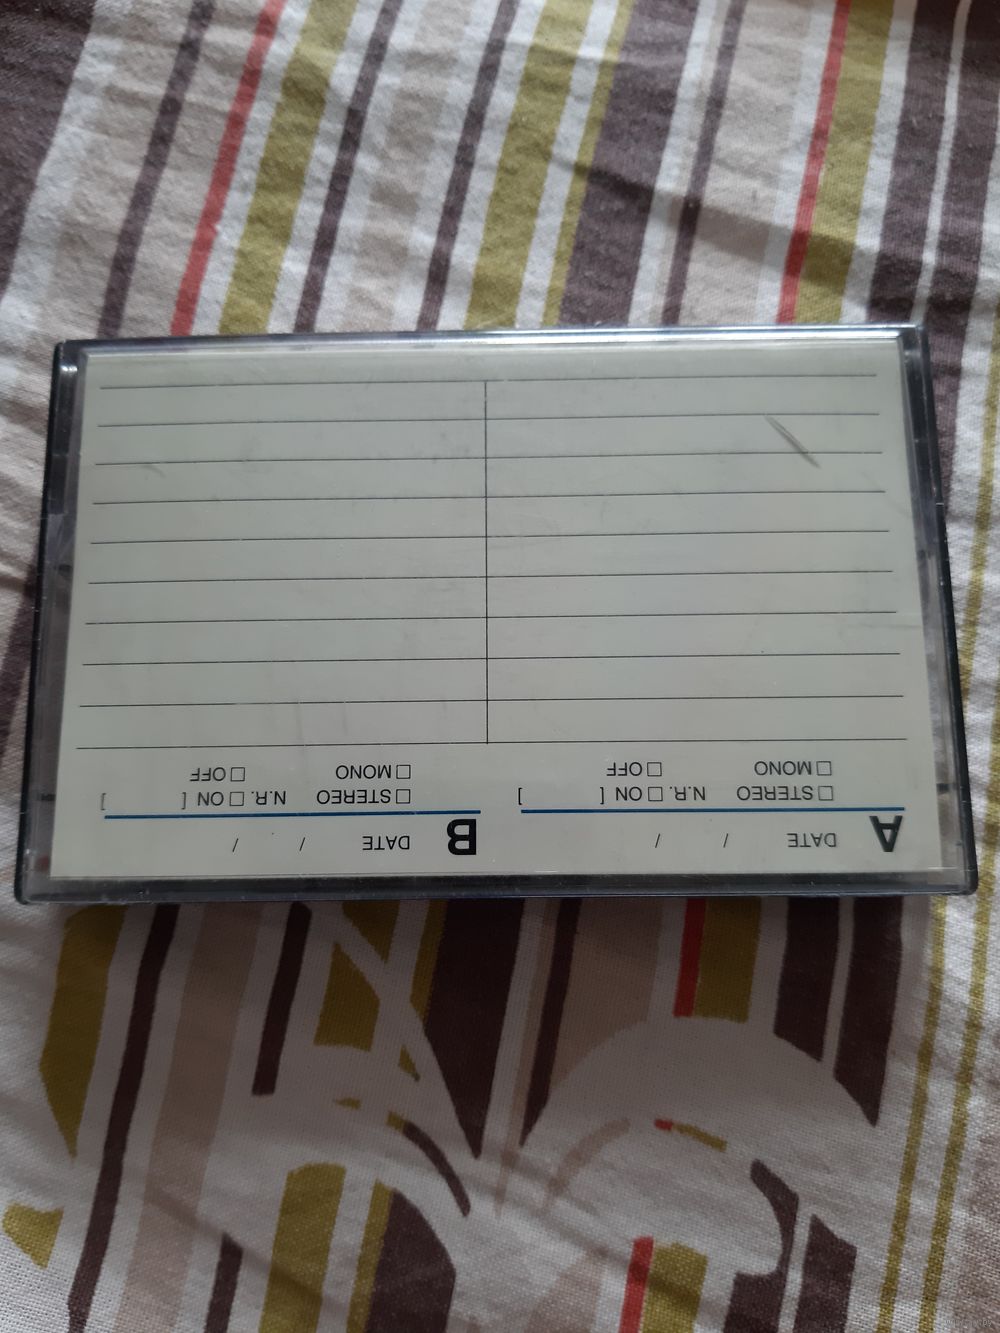 A DATE / / B DATE / /
□ STEREO N.R. □ ON [ ] □ STEREO N.R. □ ON [ ]
□ MONO □ OFF □ MONO □ OFF